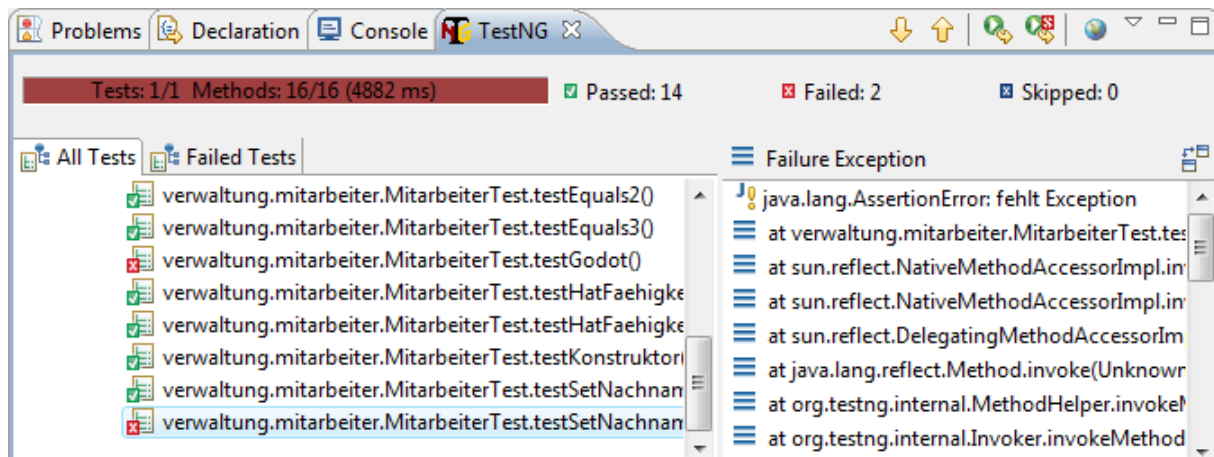 Problems Declaration Console TestNG
Tests: 1/1 Methods: 16/16 (4882 ms) Passed: 14 Failed: 2 Skipped: 0
All Tests Failed Tests
verwaltung.mitarbeiter.MitarbeiterTest.testEquals2()
verwaltung.mitarbeiter.MitarbeiterTest.testEquals3()
verwaltung.mitarbeiter.MitarbeiterTest.testGodot()
verwaltung.mitarbeiter.MitarbeiterTest.testHatFaehigke
verwaltung.mitarbeiter.MitarbeiterTest.testHatFaehigke
verwaltung.mitarbeiter.MitarbeiterTest.testKonstruktor(
verwaltung.mitarbeiter.MitarbeiterTest.testSetNachnam
verwaltung.mitarbeiter.MitarbeiterTest.testSetNachnam
Failure Exception
java.lang.AssertionError: fehlt Exception
at verwaltung.mitarbeiter.MitarbeiterTest.tes
at sun.reflect.NativeMethodAccessorImpl.in
at sun.reflect.NativeMethodAccessorImpl.in
at sun.reflect.DelegatingMethodAccessorIm
at java.lang.reflect.Method.invoke(Unknown
at org.testng.internal.MethodHelper.invokeM
at org.testng.internal.Invoker.invokeMethod